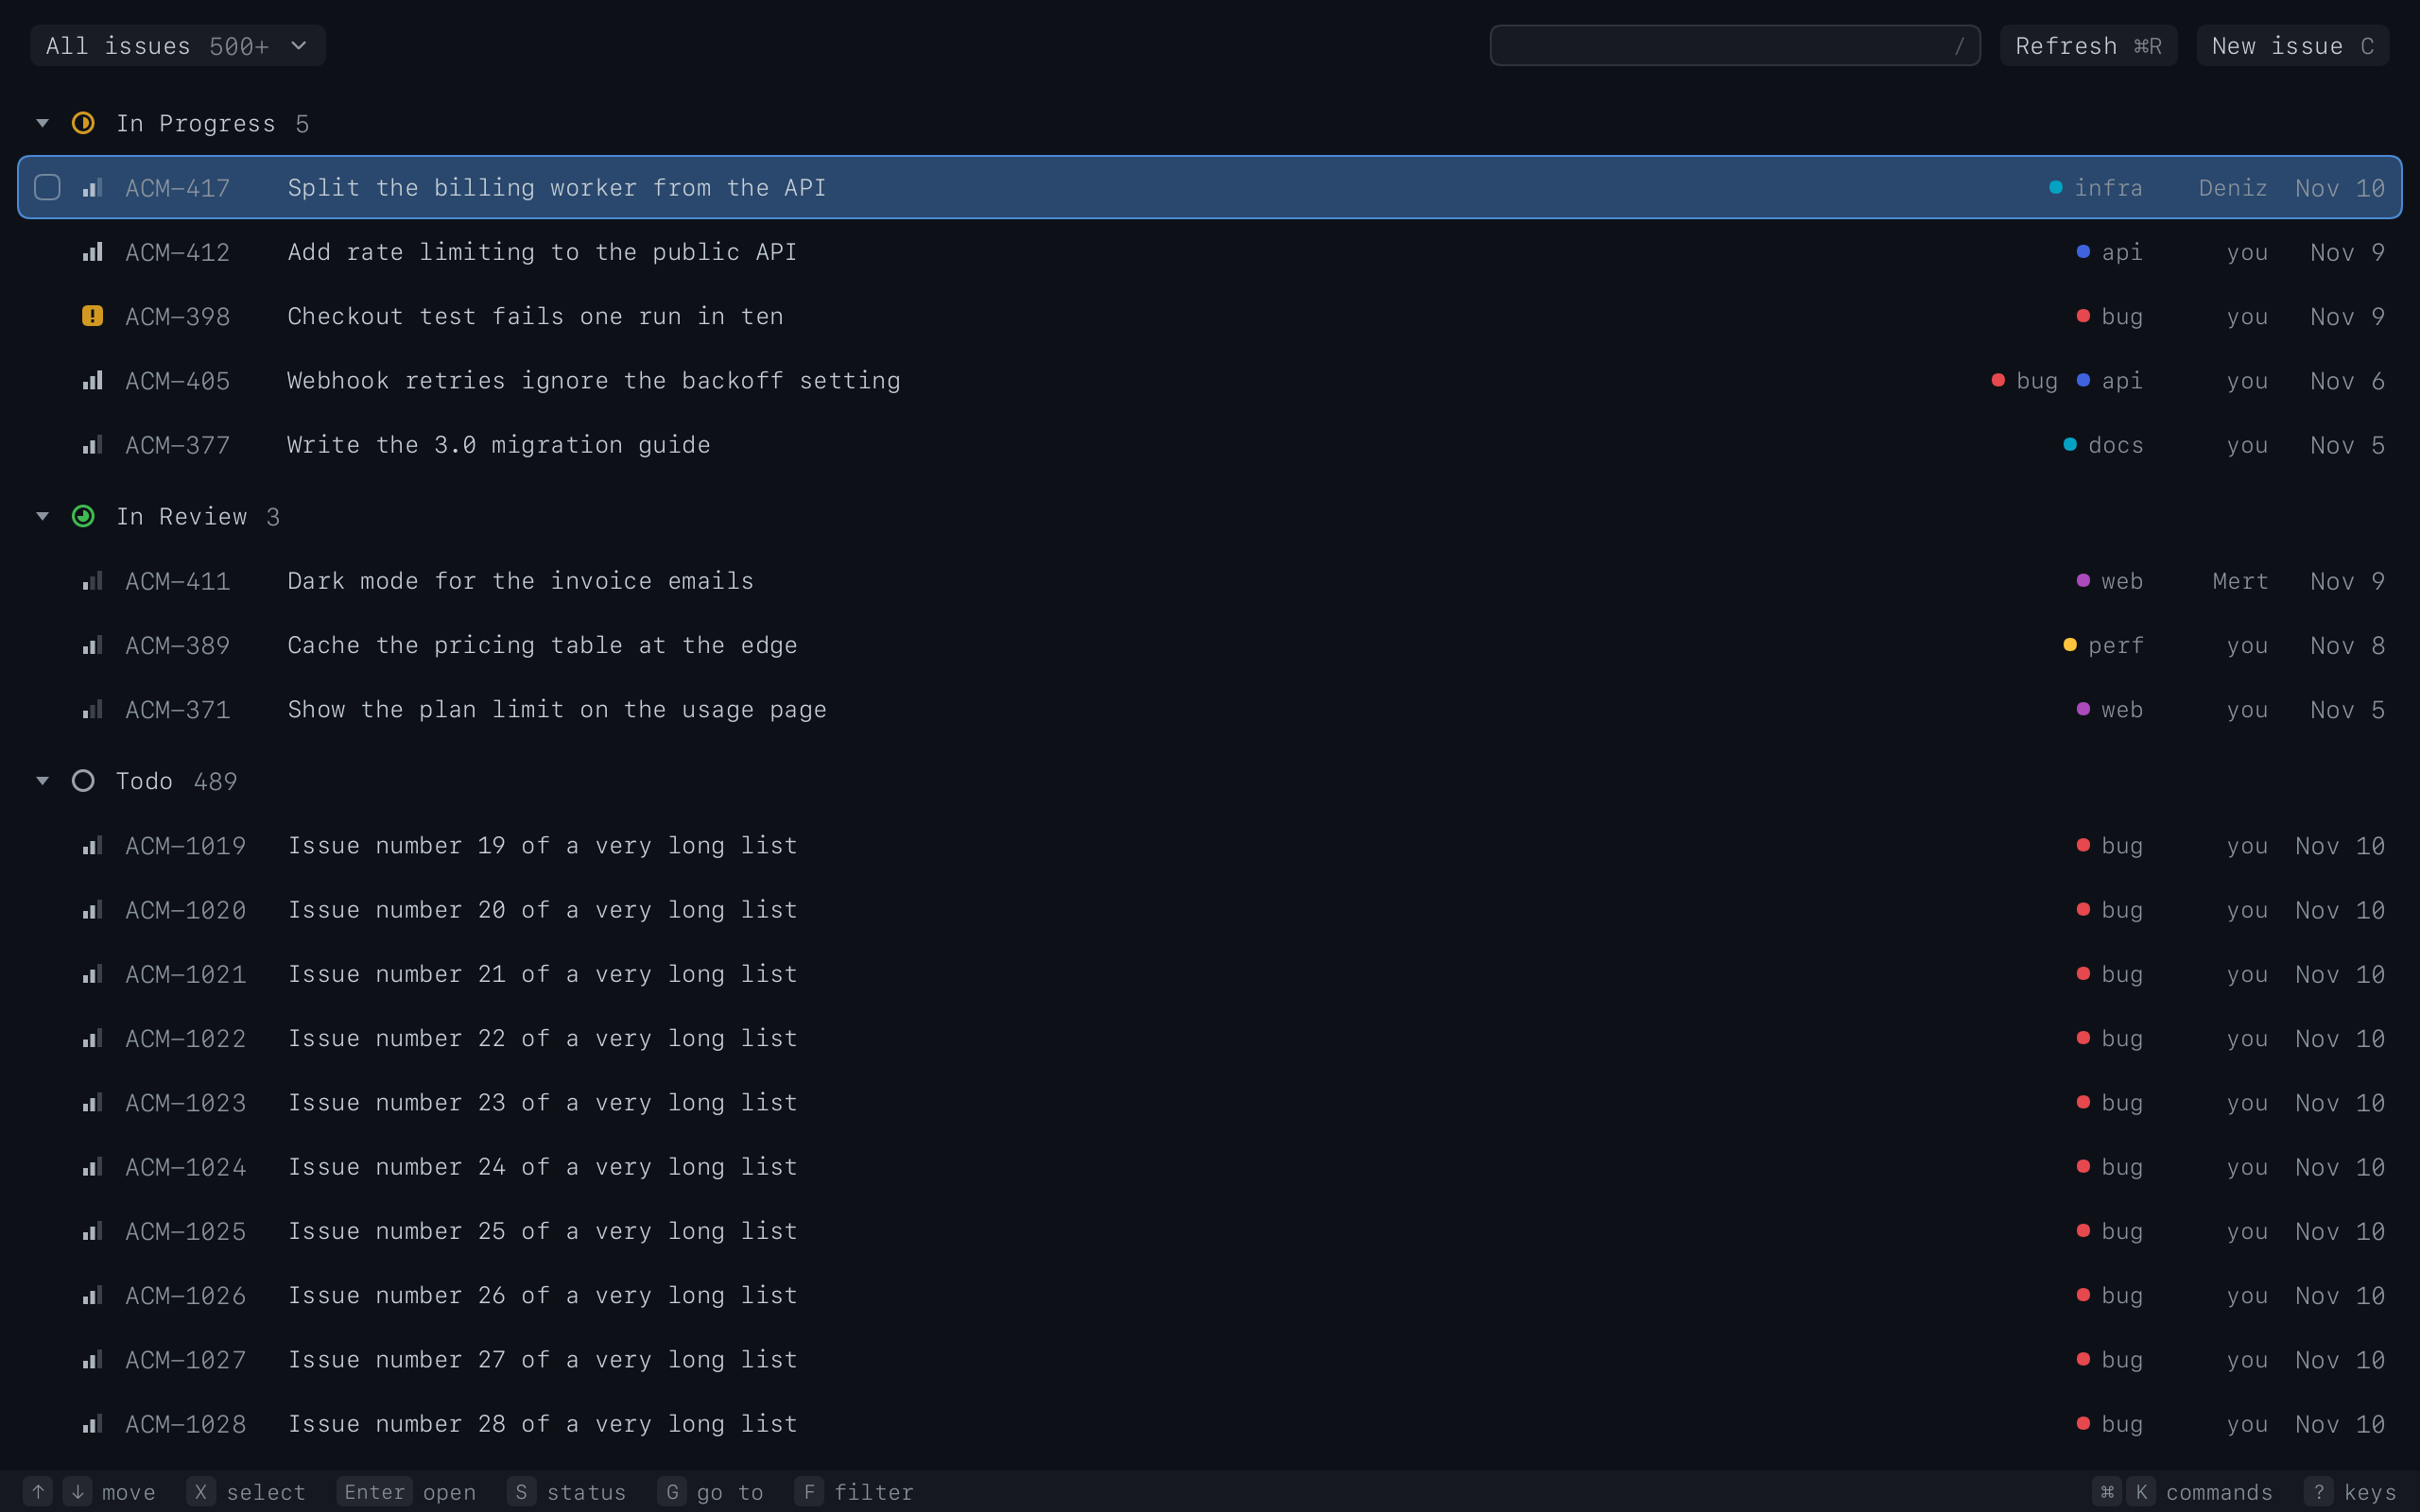 All issues 500+ / Refresh ⌘R New issue C
In Progress 5
ACM-417 Split the billing worker from the API infra Deniz Nov 10
ACM-412 Add rate limiting to the public API api you Nov 9
ACM-398 Checkout test fails one run in ten bug you Nov 9
ACM-405 Webhook retries ignore the backoff setting bug api you Nov 6
ACM-377 Write the 3.0 migration guide docs you Nov 5
In Review 3
ACM-411 Dark mode for the invoice emails web Mert Nov 9
ACM-389 Cache the pricing table at the edge perf you Nov 8
ACM-371 Show the plan limit on the usage page web you Nov 5
Todo 489
ACM-1019 Issue number 19 of a very long list bug you Nov 10
ACM-1020 Issue number 20 of a very long list bug you Nov 10
ACM-1021 Issue number 21 of a very long list bug you Nov 10
ACM-1022 Issue number 22 of a very long list bug you Nov 10
ACM-1023 Issue number 23 of a very long list bug you Nov 10
ACM-1024 Issue number 24 of a very long list bug you Nov 10
ACM-1025 Issue number 25 of a very long list bug you Nov 10
ACM-1026 Issue number 26 of a very long list bug you Nov 10
ACM-1027 Issue number 27 of a very long list bug you Nov 10
ACM-1028 Issue number 28 of a very long list bug you Nov 10
↑ ↓ move X select Enter open S status G go to F filter ⌘ K commands ? keys